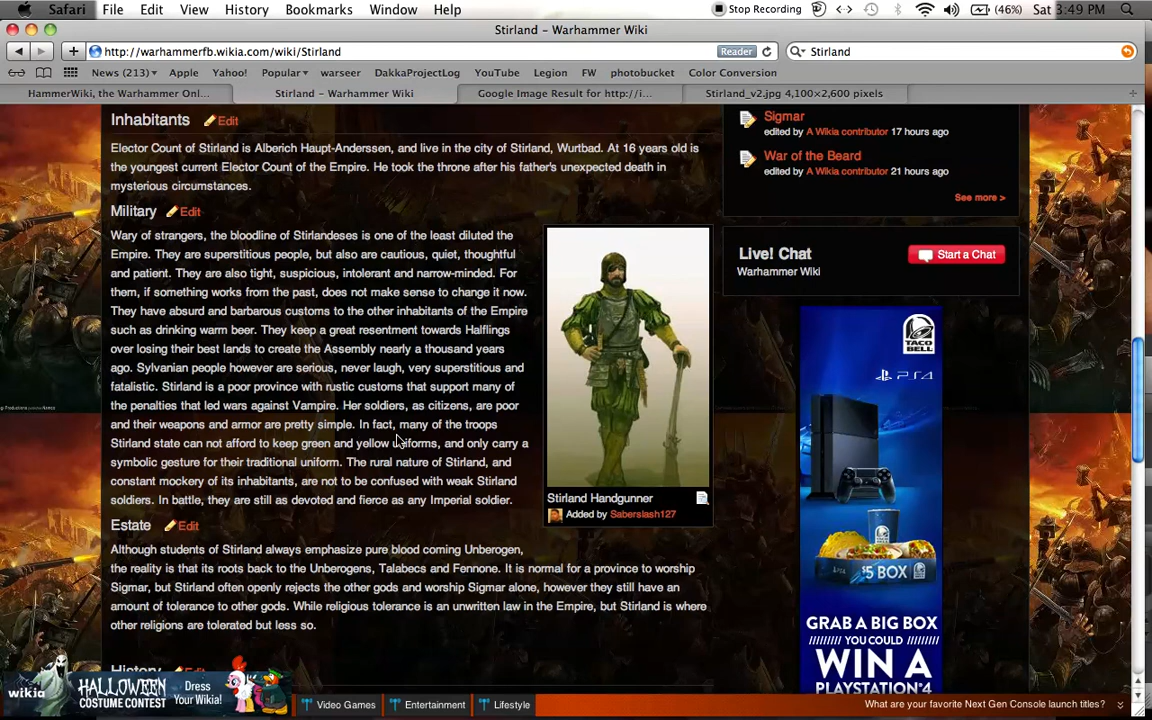 Safari File Edit View History Bookmarks Window Help Stop Recording (46%) Sat 3:49 PM
Stirland – Warhammer Wiki
http://warhammerfb.wikia.com/wiki/Stirland Reader Stirland
News (213) Apple Yahoo! Popular warseer DakkaProjectLog YouTube Legion FW photobucket Color Conversion
HammerWiki, the Warhammer Onl... Stirland – Warhammer Wiki Google Image Result for http://i... Stirland_v2.jpg 4,100×2,600 pixels
Inhabitants Edit
Elector Count of Stirland is Alberich Haupt-Anderssen, and live in the city of Stirland, Wurtbad. At 16 years old is
the youngest current Elector Count of the Empire. He took the throne after his father's unexpected death in
mysterious circumstances.
Military Edit
Wary of strangers, the bloodline of Stirlandeses is one of the least diluted the
Empire. They are superstitious people, but also are cautious, quiet, thoughtful
and patient. They are also tight, suspicious, intolerant and narrow-minded. For
them, if something works from the past, does not make sense to change it now.
They have absurd and barbarous customs to the other inhabitants of the Empire
such as drinking warm beer. They keep a great resentment towards Halflings
over losing their best lands to create the Assembly nearly a thousand years
ago. Sylvanian people however are serious, never laugh, very superstitious and
fatalistic. Stirland is a poor province with rustic customs that support many of
the penalties that led wars against Vampire. Her soldiers, as citizens, are poor
and their weapons and armor are pretty simple. In fact, many of the troops
Stirland state can not afford to keep green and yellow uniforms, and only carry a
symbolic gesture for their traditional uniform. The rural nature of Stirland, and
constant mockery of its inhabitants, are not to be confused with weak Stirland
soldiers. In battle, they are still as devoted and fierce as any Imperial soldier.
Stirland Handgunner
Added by Saberslash127
Estate Edit
Although students of Stirland always emphasize pure blood coming Unberogen,
the reality is that its roots back to the Unberogens, Talabecs and Fennone. It is normal for a province to worship
Sigmar, but Stirland often openly rejects the other gods and worship Sigmar alone, however they still have an
amount of tolerance to other gods. While religious tolerance is an unwritten law in the Empire, but Stirland is where
other religions are tolerated but less so.
History Edit
Sigmar
edited by A Wikia contributor 17 hours ago
War of the Beard
edited by A Wikia contributor 21 hours ago
See more >
Live! Chat
Warhammer Wiki
Start a Chat
TACO
BELL
PS4
$5 BOX
GRAB A BIG BOX
YOU COULD
WIN A
PLAYSTATION®4
wikia
HALLOWEEN
COSTUME CONTEST
Dress
Your Wikia!
Video Games Entertainment Lifestyle What are your favorite Next Gen Console launch titles?